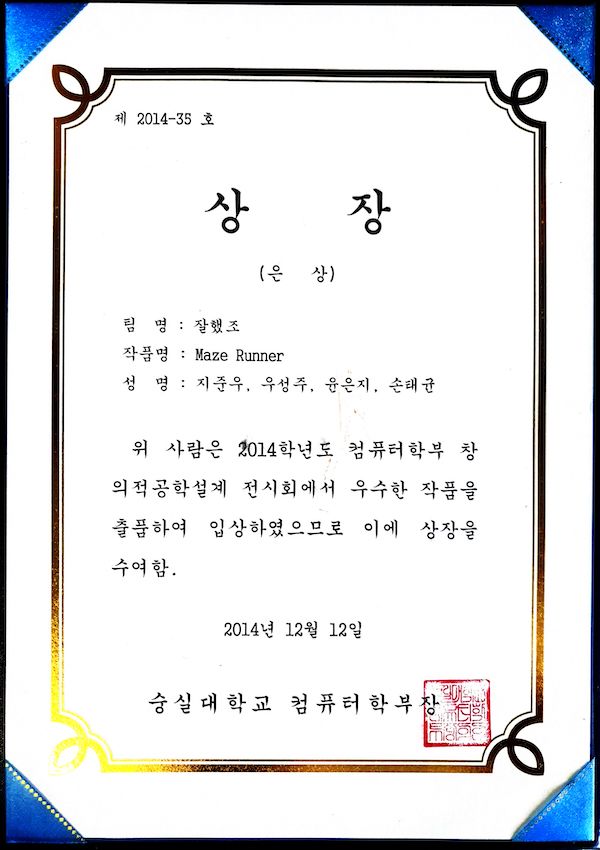 제 2014-35 호
상 장
(은 상)
팀 명 : 잘했조
작품명 : Maze Runner
성 명 : 지준우, 우성주, 윤은지, 손태균
위 사람은 2014학년도 컴퓨터학부 창
의적공학설계 전시회에서 우수한 작품을
출품하여 입상하였으므로 이에 상장을
수여함.
2014년 12월 12일
숭실대학교 컴퓨터학부장